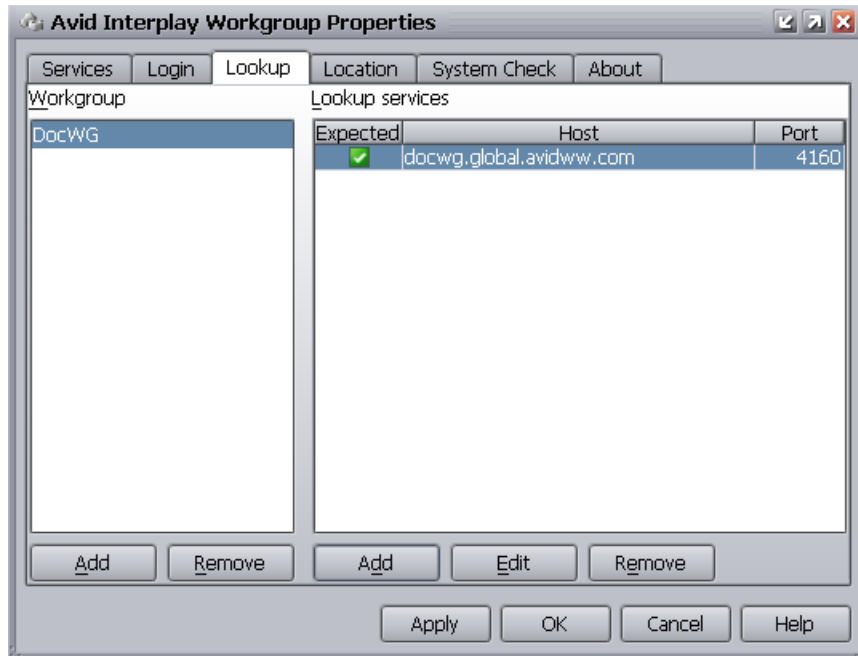 Avid Interplay Workgroup Properties
Services Login Lookup Location System Check About
Workgroup Lookup services
DocWG
Expected Host Port
docwg.global.avidww.com 4160
Add Remove Add Edit Remove
Apply OK Cancel Help